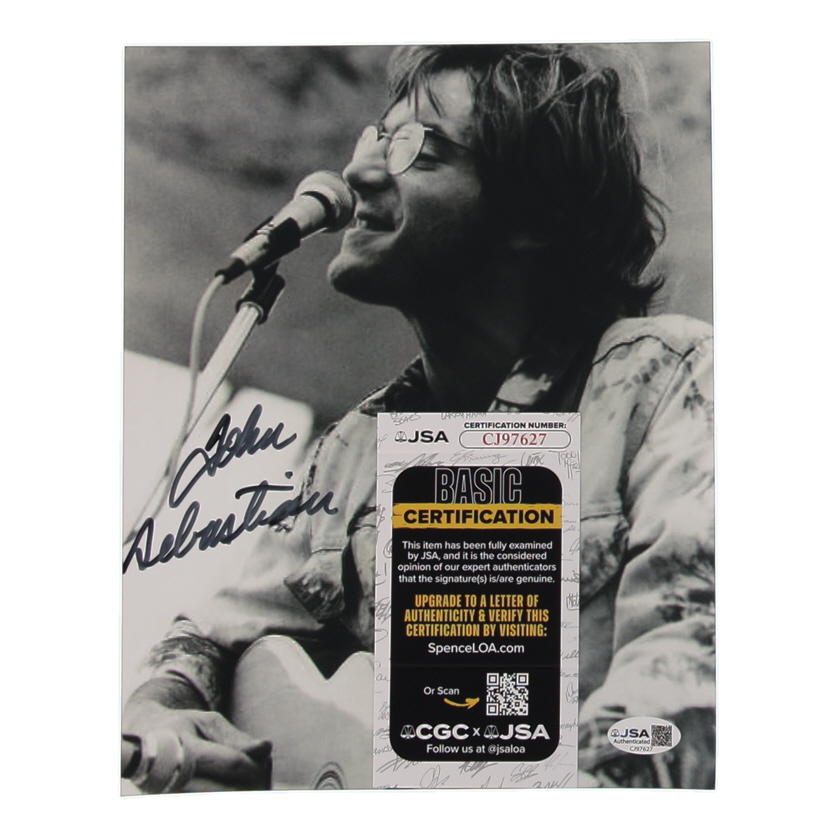 John
Sebastian
JSA
CERTIFICATION NUMBER:
CJ97627
BASIC
CERTIFICATION
This item has been fully examined
by JSA, and it is the considered
opinion of our expert authenticators
that the signature(s) is/are genuine.
UPGRADE TO A LETTER OF
AUTHENTICITY & VERIFY THIS
CERTIFICATION BY VISITING:
SpenceLOA.com
Or Scan
CGC x JSA
Follow us at @jsaloa
JSA
Authenticated
CJ97627